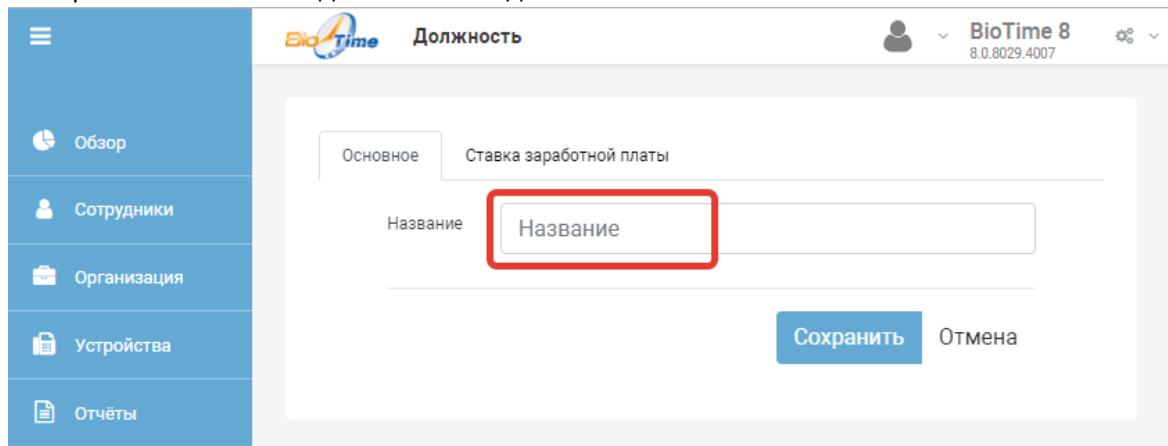 BioTime
Должность
BioTime 8
8.0.8029.4007
Обзор
Сотрудники
Организация
Устройства
Отчёты
Основное
Ставка заработной платы
Название
Название
Сохранить
Отмена